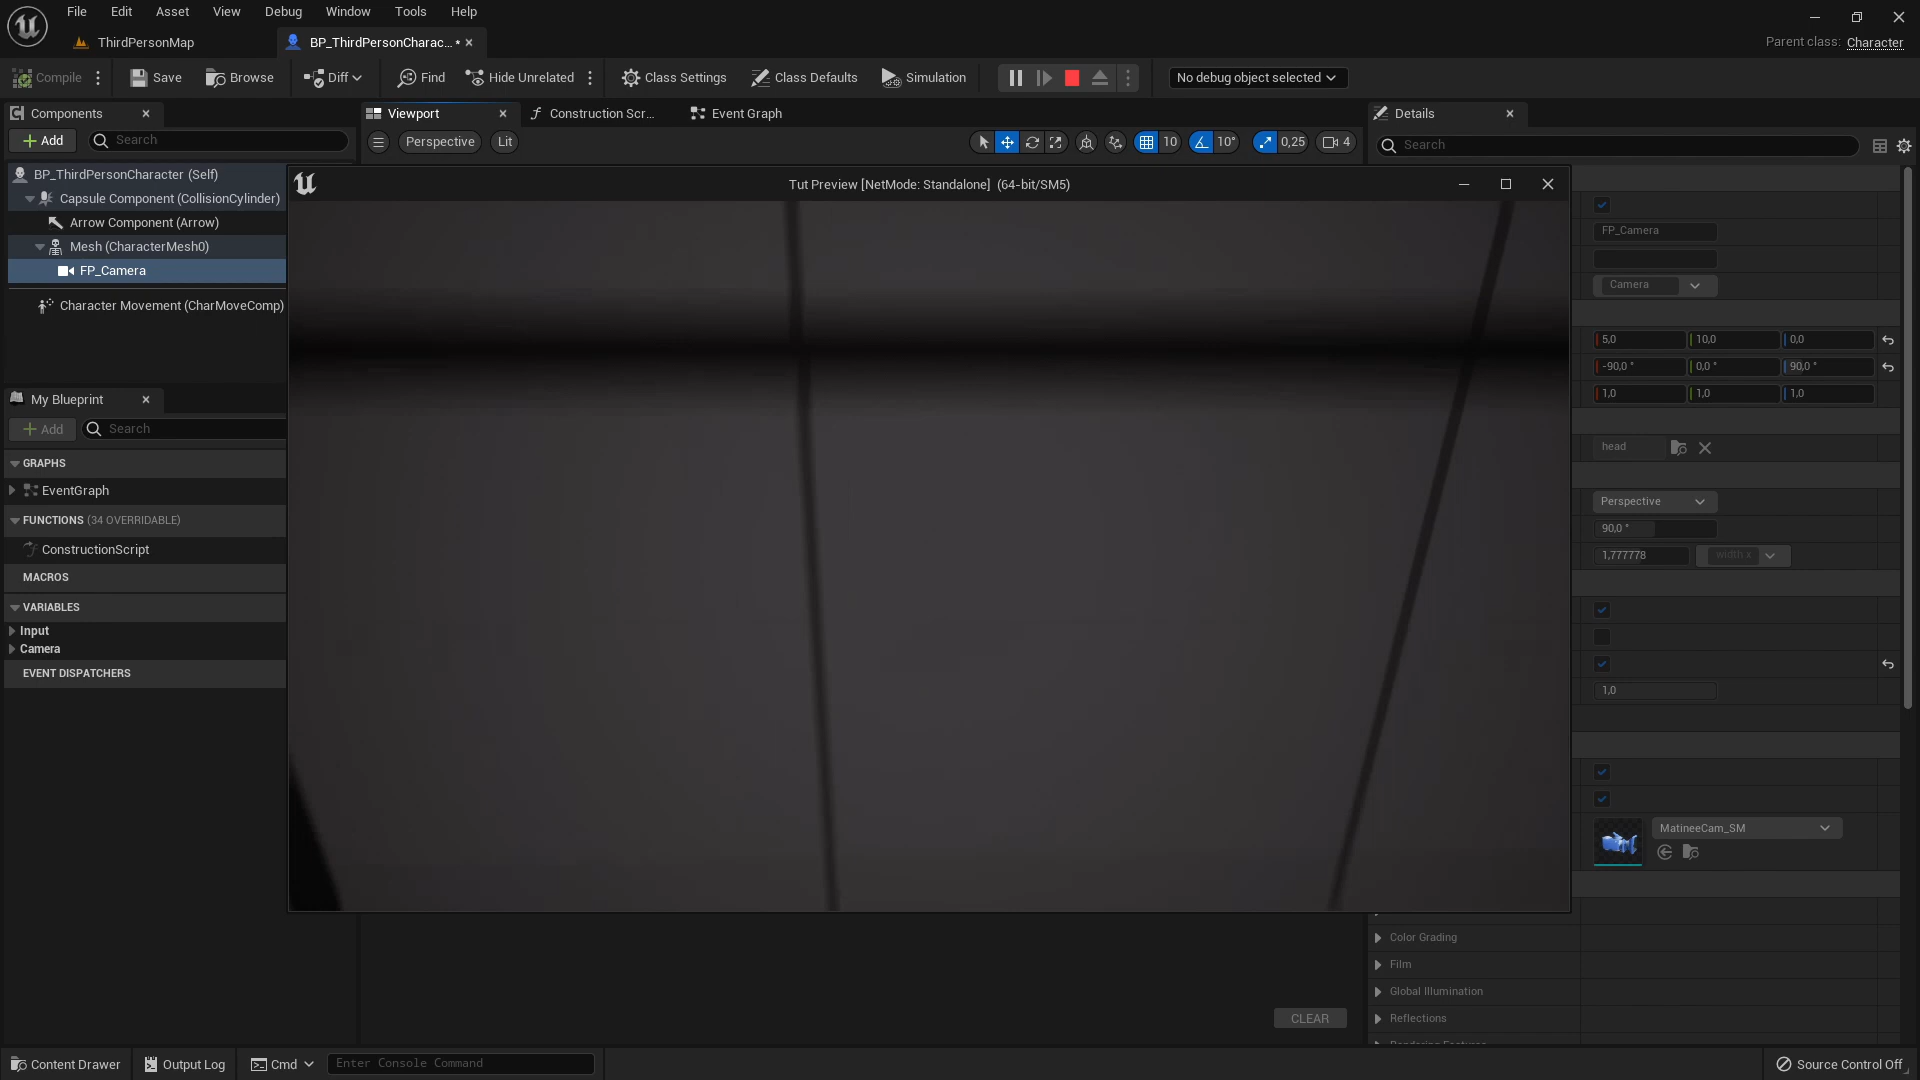 File Edit Asset View Debug Window Tools Help
ThirdPersonMap BP_ThirdPersonCharac... *
Parent class: Character
Compile Save Browse Diff Find Hide Unrelated Class Settings Class Defaults Simulation No debug object selected
Components Viewport Construction Scr... Event Graph Details
Add Search Perspective Lit 10 10° 0,25 4 Search
BP_ThirdPersonCharacter (Self)
Tut Preview [NetMode: Standalone] (64-bit/SM5)
Capsule Component (CollisionCylinder)
Arrow Component (Arrow)
FP_Camera
Mesh (CharacterMesh0)
FP_Camera
Camera
Character Movement (CharMoveComp)
5,0 10,0 0,0
-90,0 ° 0,0 ° 90,0 °
1,0 1,0 1,0
My Blueprint
Add Search
head
GRAPHS
EventGraph
Perspective
FUNCTIONS (34 OVERRIDABLE)
90,0 °
ConstructionScript
1,777778 width x
MACROS
VARIABLES
Input
Camera
EVENT DISPATCHERS
1,0
MatineeCam_SM
Color Grading
Film
Global Illumination
Reflections
CLEAR
Content Drawer Output Log Cmd Enter Console Command Source Control Off